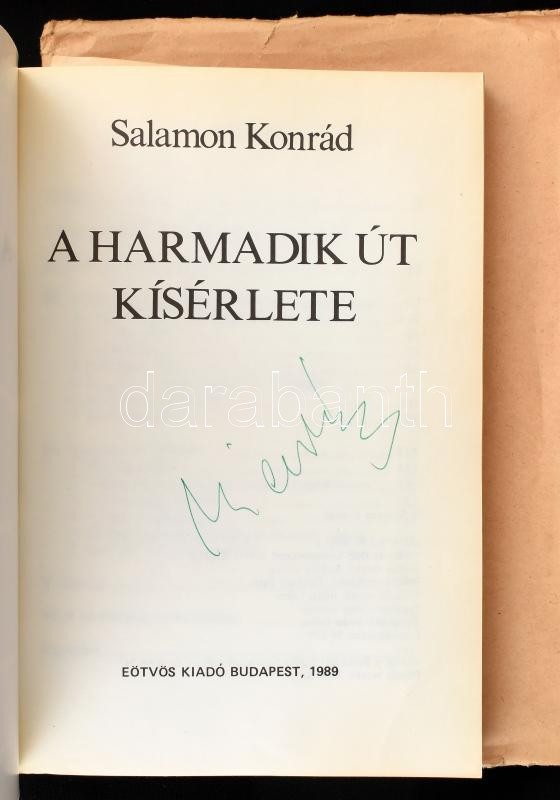 Salamon Konrád
A HARMADIK ÚT
KÍSÉRLETE
darabanth
EÖTVÖS KIADÓ BUDAPEST, 1989